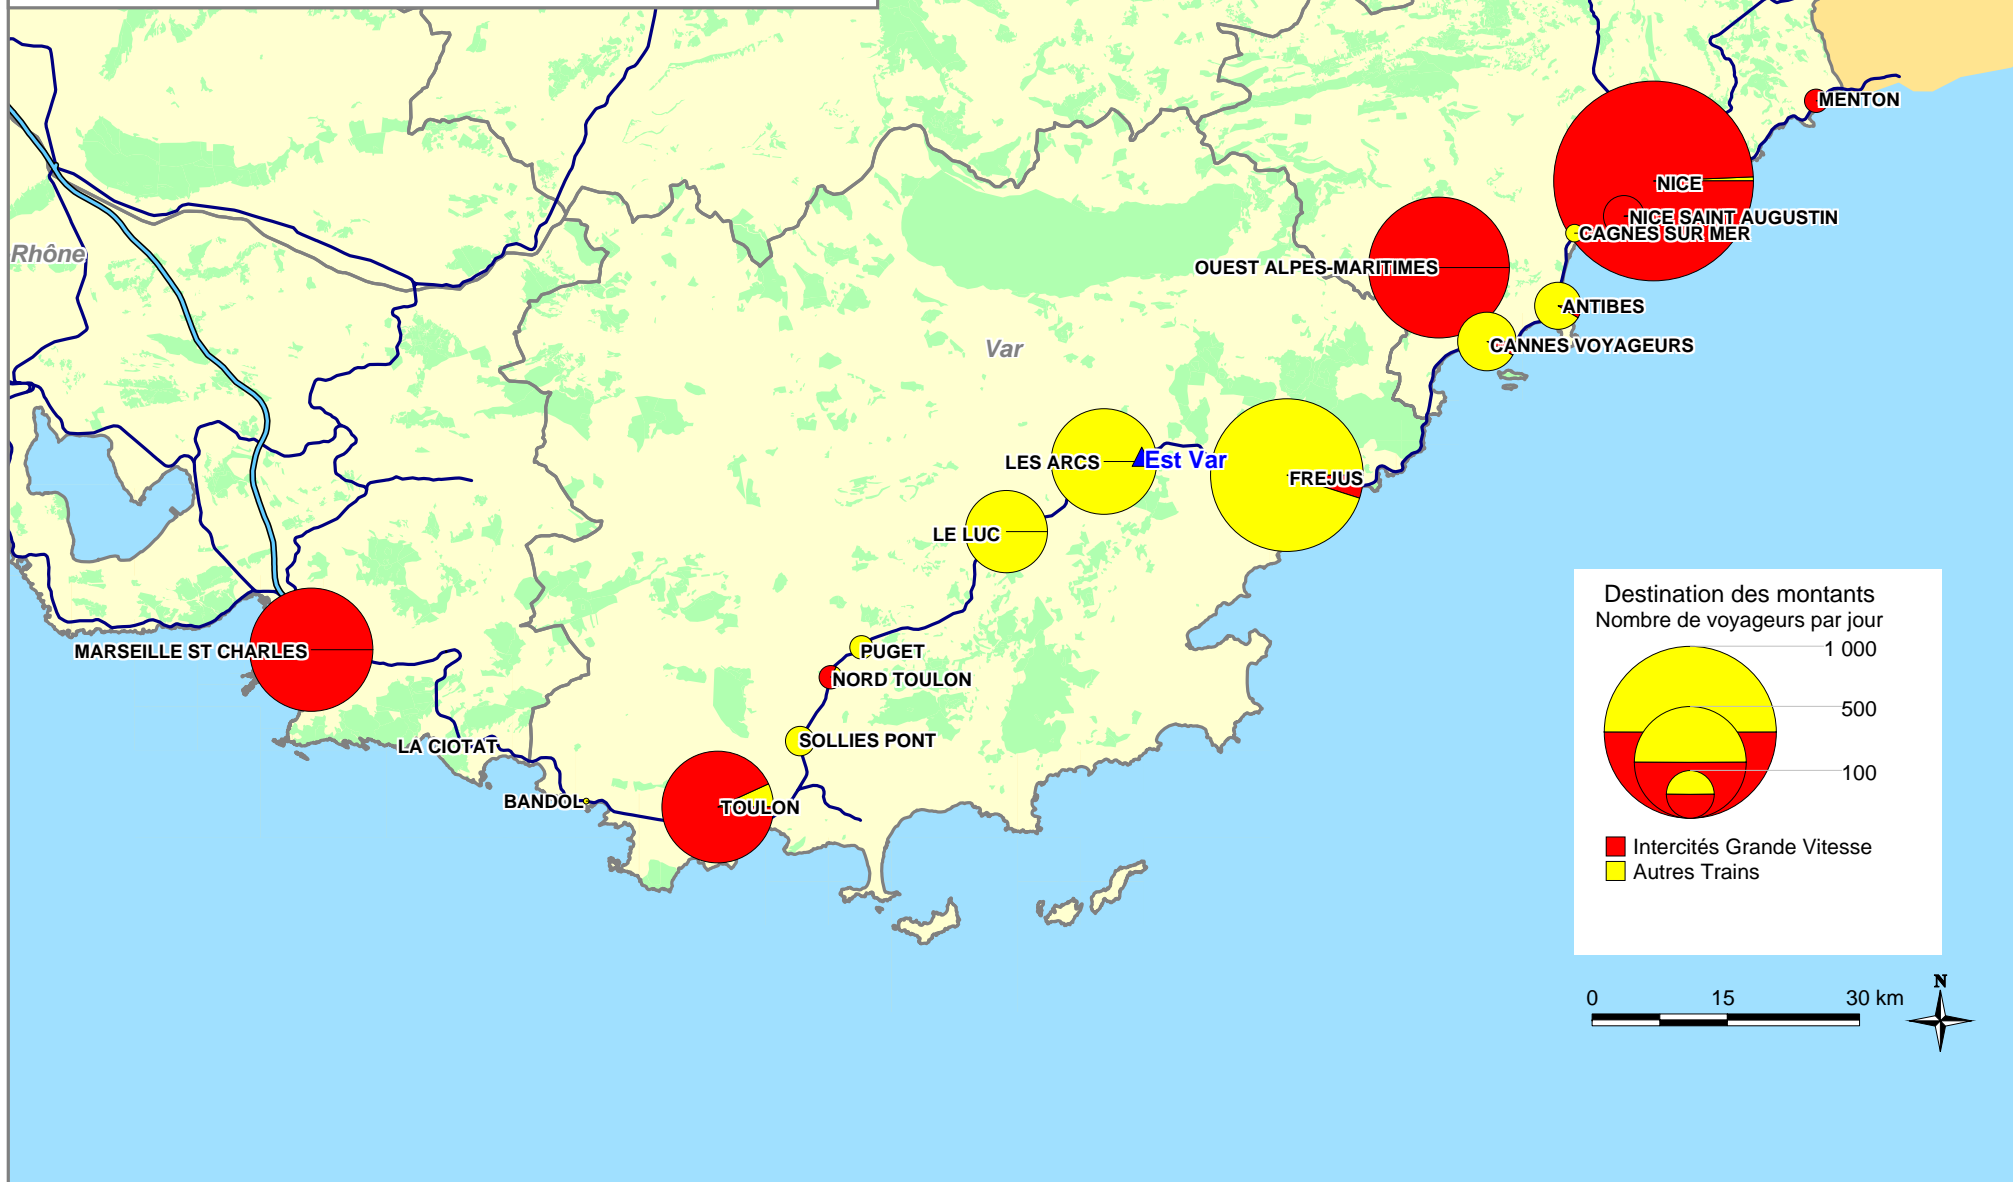 MENTON
NICE
NICE SAINT AUGUSTIN
CAGNES SUR MER
Rhône
OUEST ALPES-MARITIMES
ANTIBES
Var
CANNES VOYAGEURS
LES ARCS
Est Var
FREJUS
LE LUC
MARSEILLE ST CHARLES
PUGET
NORD TOULON
SOLLIES PONT
LA CIOTAT
BANDOL
TOULON
Destination des montants
Nombre de voyageurs par jour
1 000
500
100
Intercités Grande Vitesse
Autres Trains
0 15 30 km
N